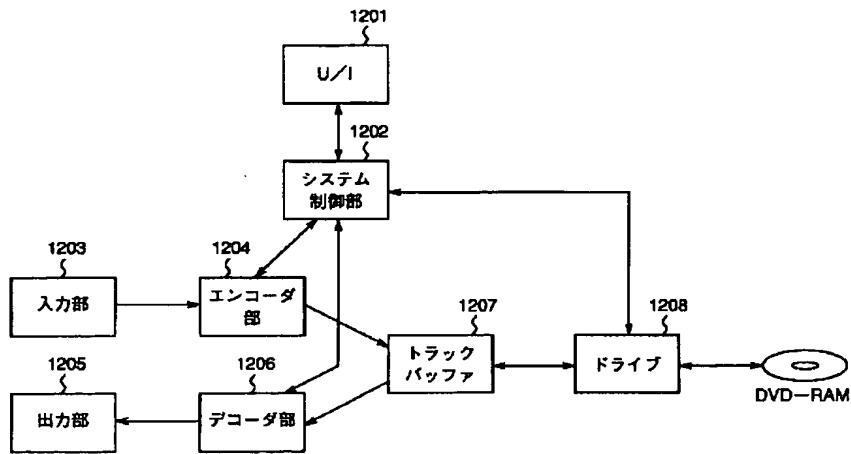 1201
U/I
1202
システム
制御部
1203
入力部
1204
エンコーダ
部
1207
トラック
バッファ
1208
ドライブ
DVD-RAM
1205
出力部
1206
デコーダ部